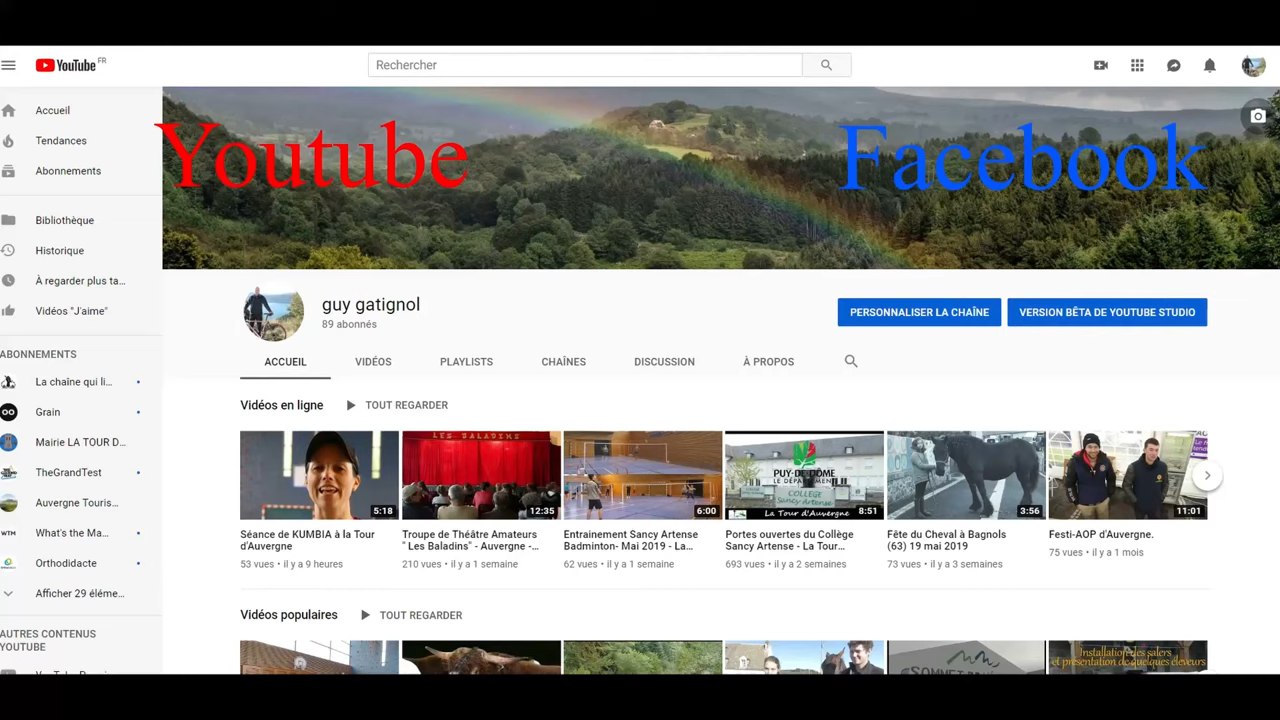 YouTube FR
Rechercher
Accueil
Tendances
Abonnements
Bibliothèque
Historique
À regarder plus ta...
Vidéos "J'aime"
ABONNEMENTS
La chaîne qui li...
Grain
Mairie LA TOUR D...
TheGrandTest
Auvergne Touris...
WTM
What's the Ma...
Orthodidacte
Afficher 29 éléme...
AUTRES CONTENUS
YOUTUBE
Youtube
Facebook
guy gatignol
89 abonnés
PERSONNALISER LA CHAÎNE
VERSION BÊTA DE YOUTUBE STUDIO
ACCUEIL
VIDÉOS
PLAYLISTS
CHAÎNES
DISCUSSION
À PROPOS
Vidéos en ligne
TOUT REGARDER
5:18
Séance de KUMBIA à la Tour
d'Auvergne
53 vues • il y a 9 heures
LES BALADINS
12:35
Troupe de Théâtre Amateurs
" Les Baladins" - Auvergne -...
210 vues • il y a 1 semaine
6:00
Entrainement Sancy Artense
Badminton- Mai 2019 - La...
62 vues • il y a 1 semaine
PUY-DE-DÔME
LE DÉPARTEMENT
COLLÈGE
Sancy Artense
La Tour d'Auvergne
8:51
Portes ouvertes du Collège
Sancy Artense - La Tour...
693 vues • il y a 2 semaines
3:56
Fête du Cheval à Bagnols
(63) 19 mai 2019
73 vues • il y a 3 semaines
11:01
Festi-AOP d'Auvergne.
75 vues • il y a 1 mois
Vidéos populaires
TOUT REGARDER
Installation des salers
et présentation de quelques éleveurs